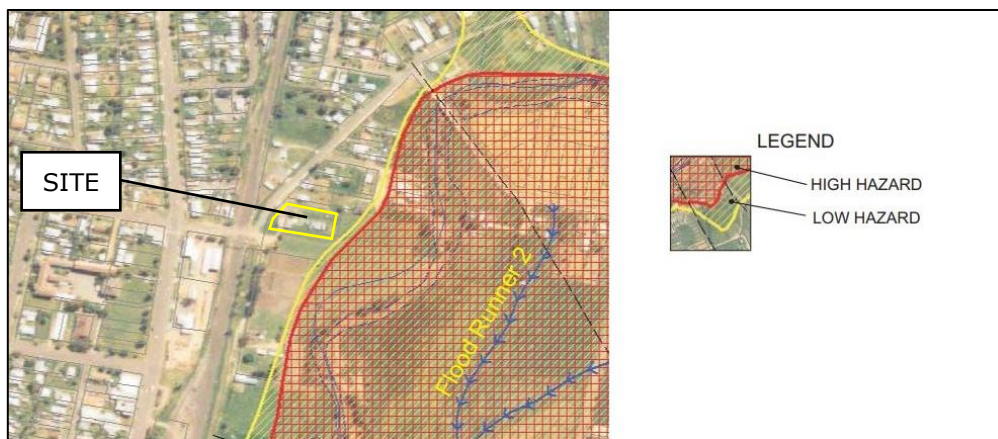 SITE
Flood Runner 2
LEGEND
HIGH HAZARD
LOW HAZARD